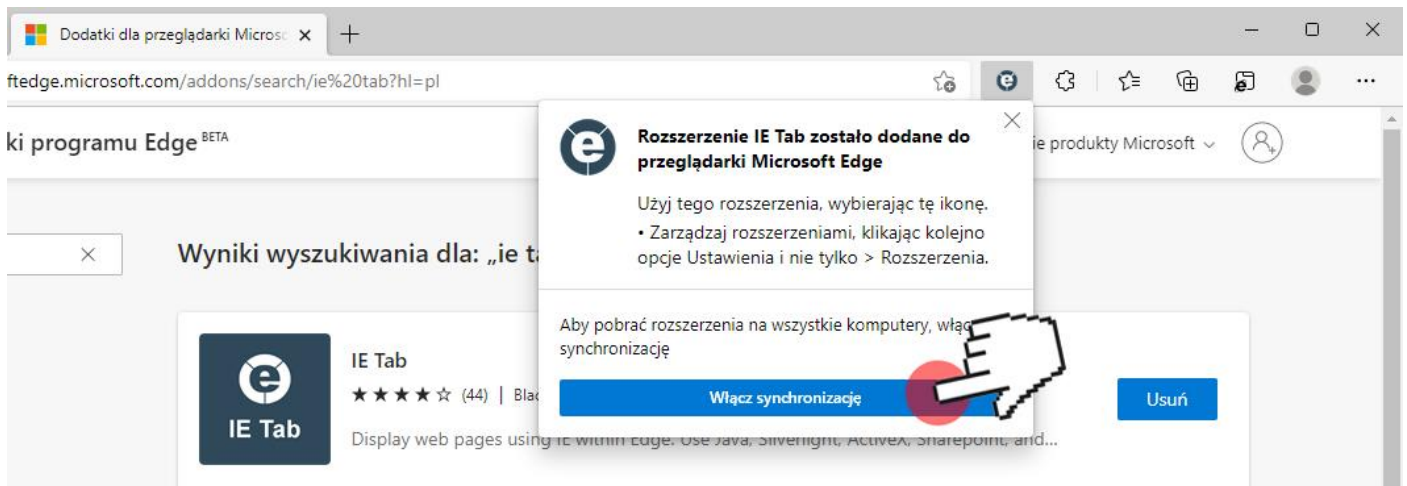 Dodatki dla przeglądarki Micros
ftedge.microsoft.com/addons/search/ie%20tab?hl=pl
ki programu Edge BETA
ie produkty Microsoft
Rozszerzenie IE Tab zostało dodane do
przeglądarki Microsoft Edge
Użyj tego rozszerzenia, wybierając tę ikonę.
• Zarządzaj rozszerzeniami, klikając kolejno
opcje Ustawienia i nie tylko > Rozszerzenia.
Wyniki wyszukiwania dla: „ie ta
Aby pobrać rozszerzenia na wszystkie komputery, włąc
synchronizację
Włącz synchronizację
IE Tab
IE Tab
(44) | Blac
Usuń
Display web pages using IE within Edge. Use Java, Silverlight, ActiveX, Sharepoint, and...